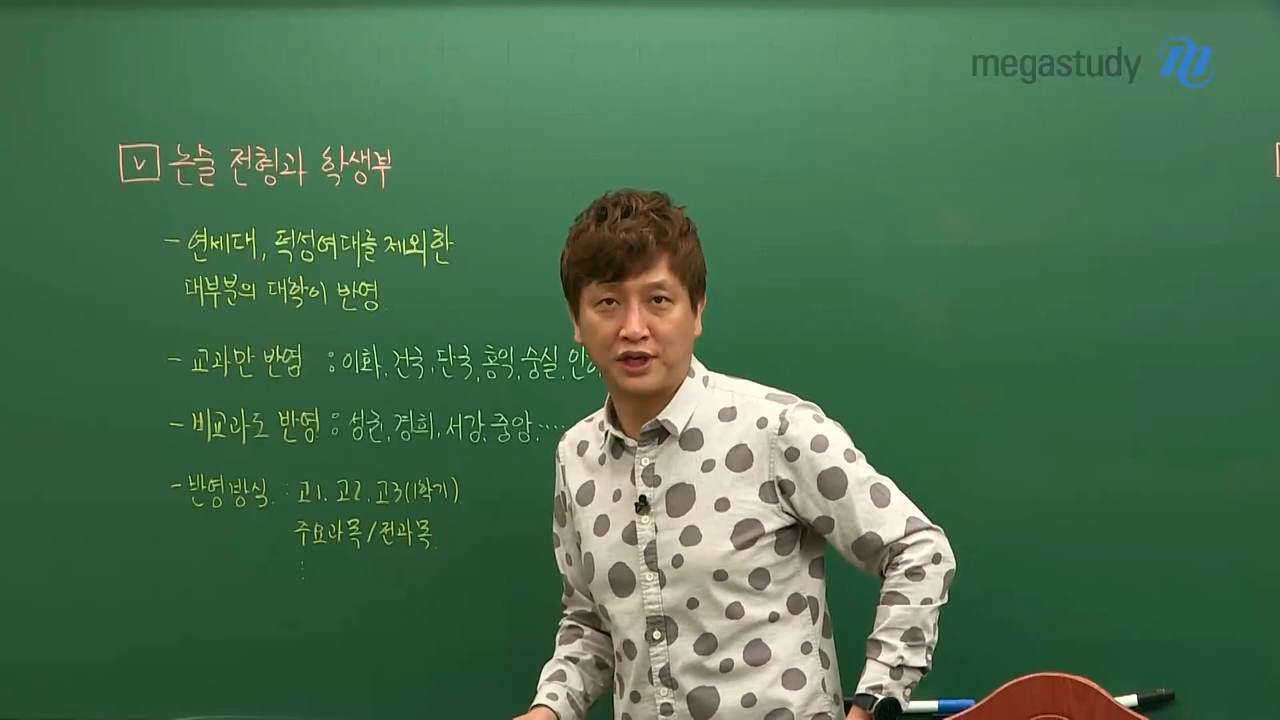 megastudy
V 논술 전형과 학생부
- 연세대, 덕성여대를 제외한
대부분의 대학이 반영.
- 교과만 반영 : 이화, 건국, 단국, 홍익, 숭실,
- 비교과도 반영 : 성균, 경희, 서강, 중앙, ....
- 반영방식 : 고1, 고2, 고3(1학기).
주요과목/전과목.
⋮